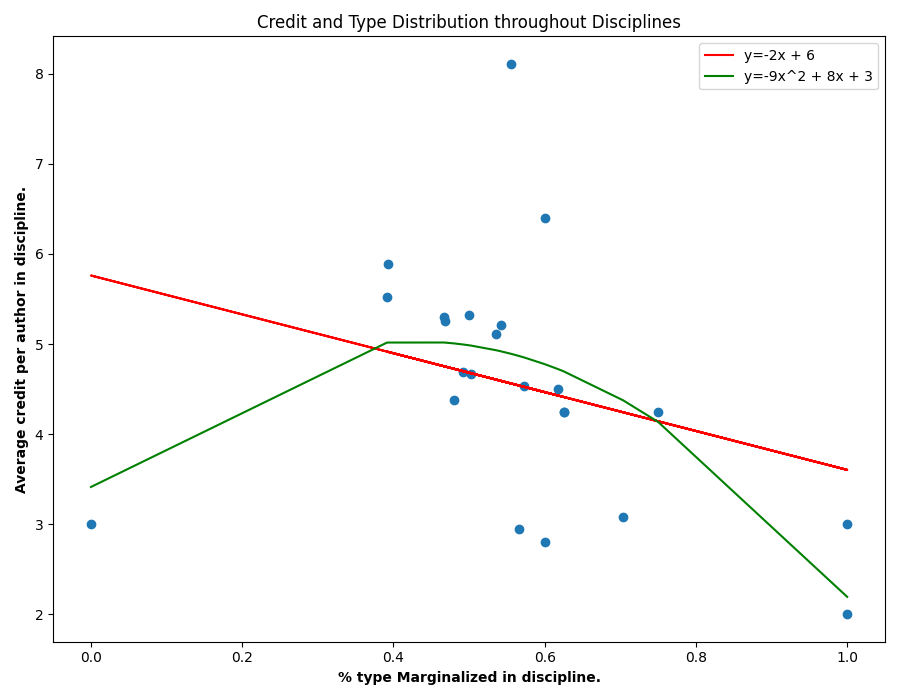 Credit and Type Distribution throughout Disciplines
y=-2x + 6
y=-9x^2 + 8x + 3
8
7
6
5
4
3
2
Average credit per author in discipline.
0.0 0.2 0.4 0.6 0.8 1.0
% type Marginalized in discipline.